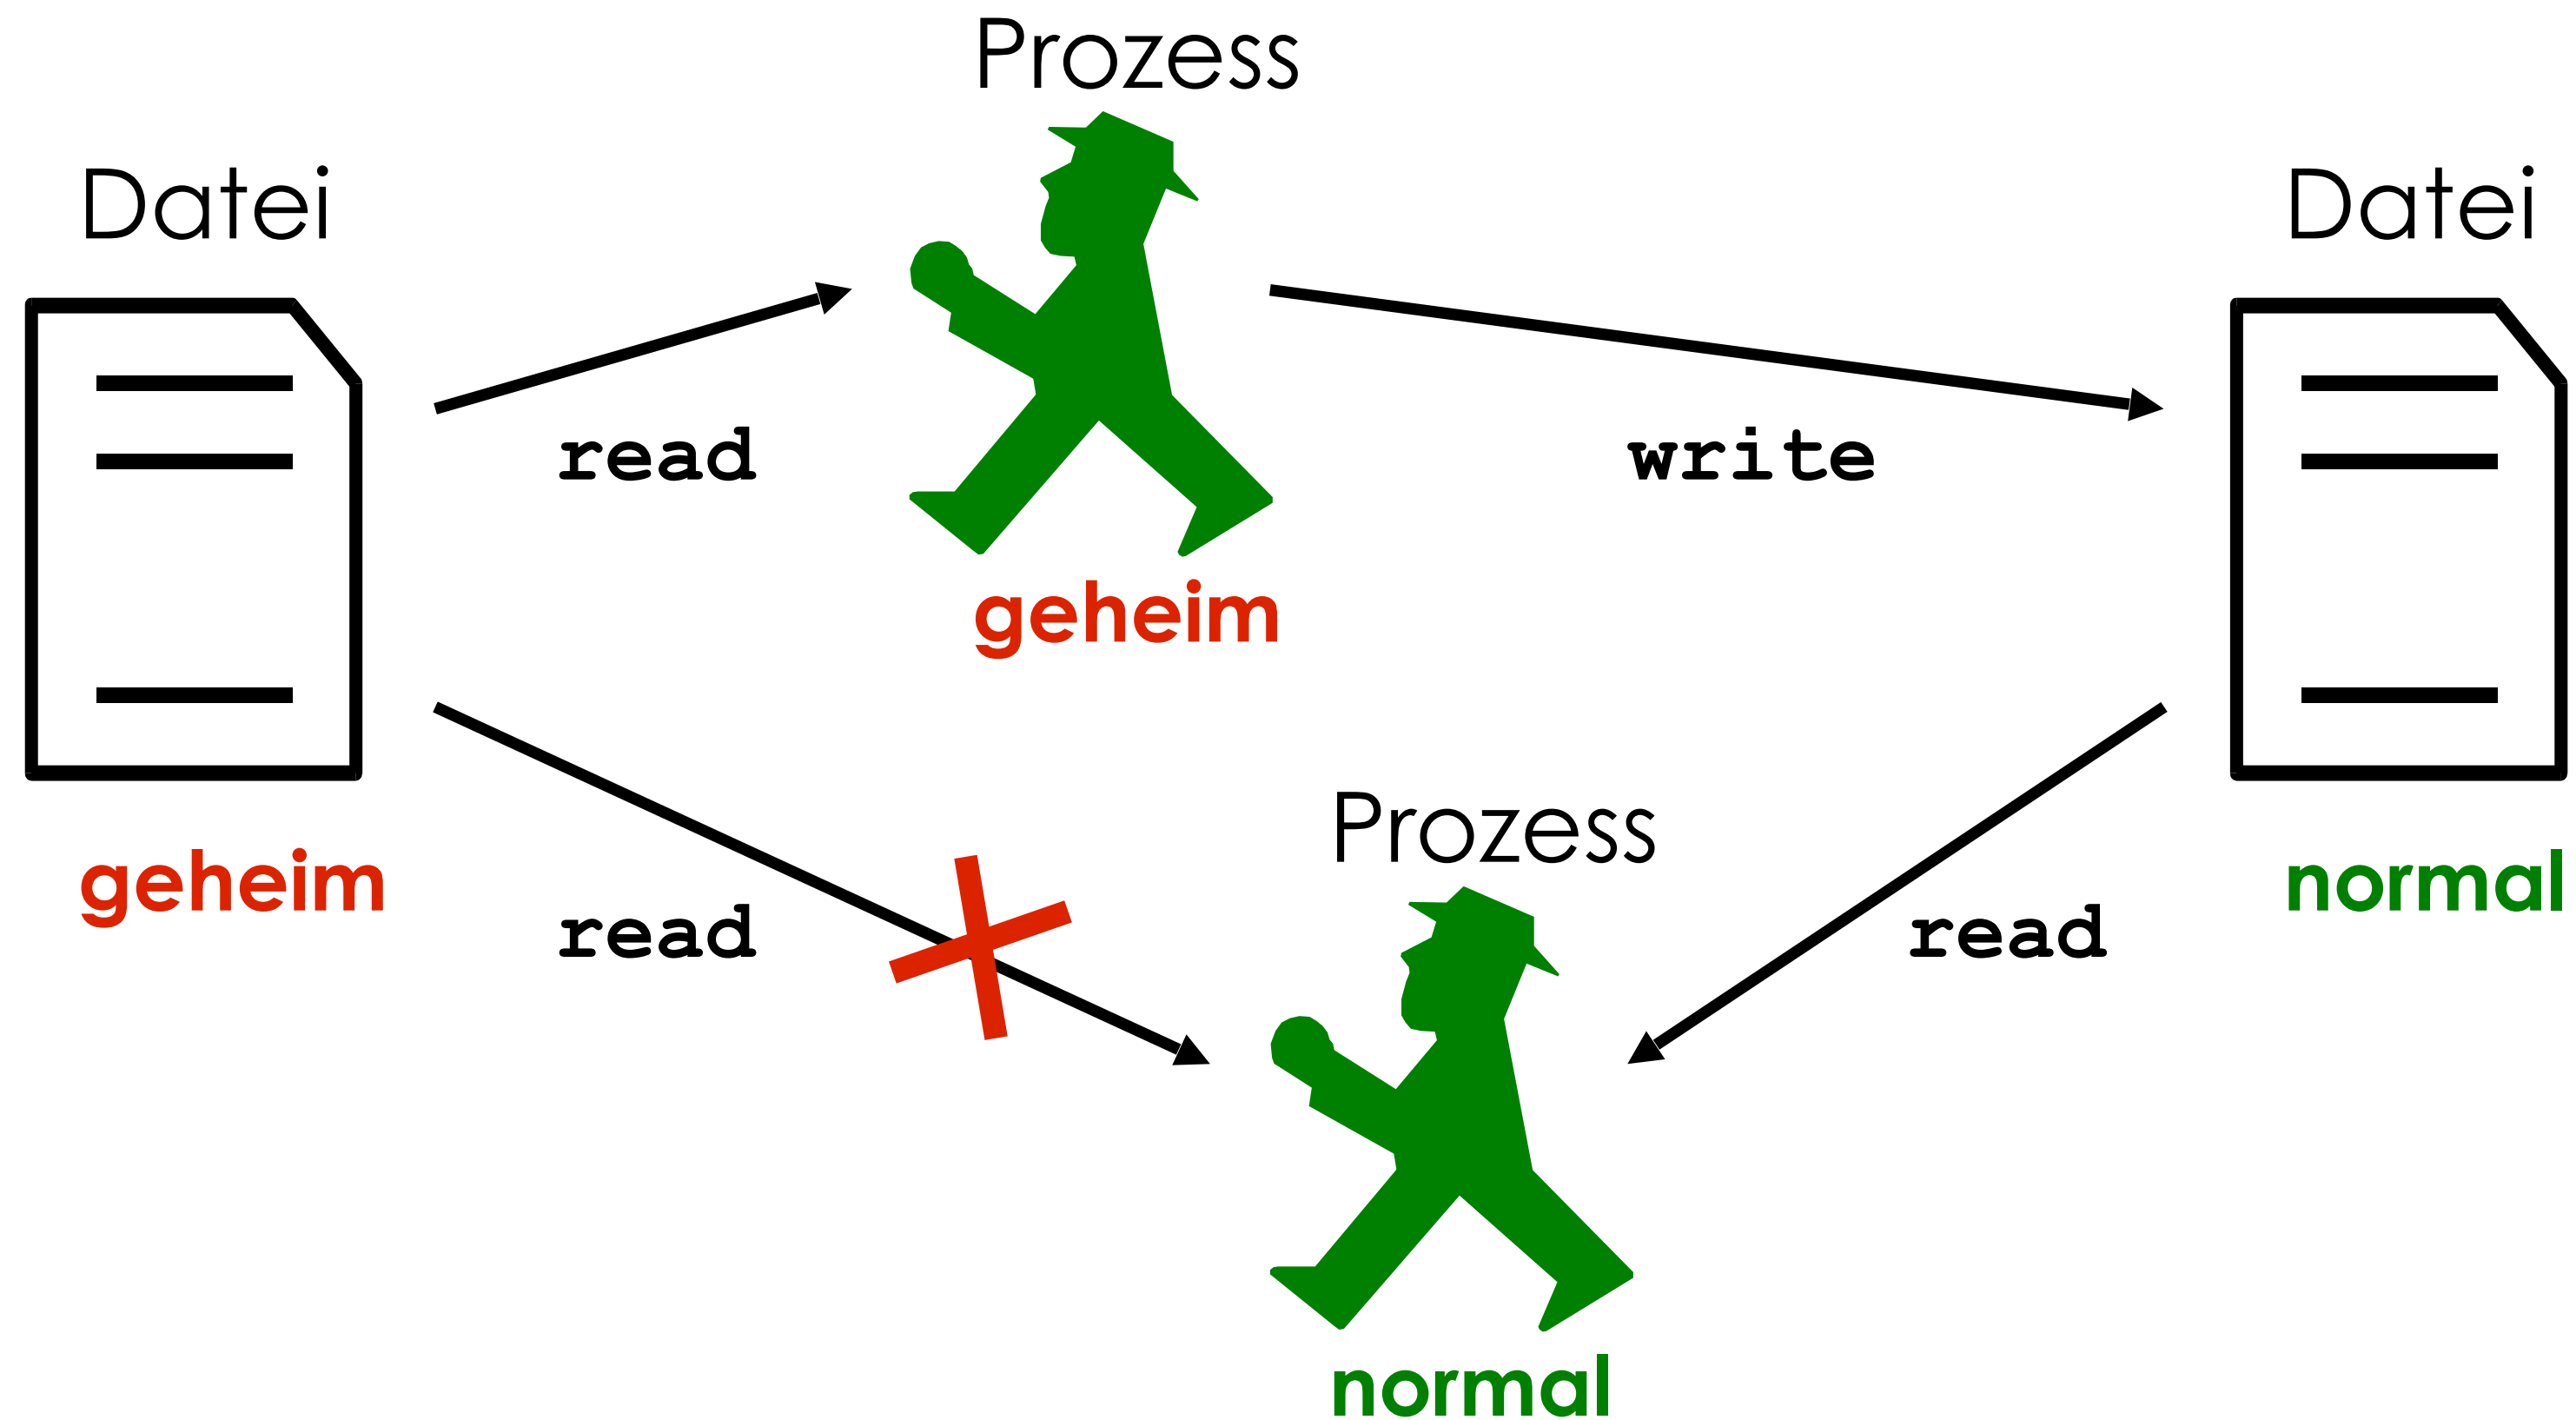 Prozess
Datei
Datei
read
write
geheim
Prozess
geheim
normal
read
read
normal